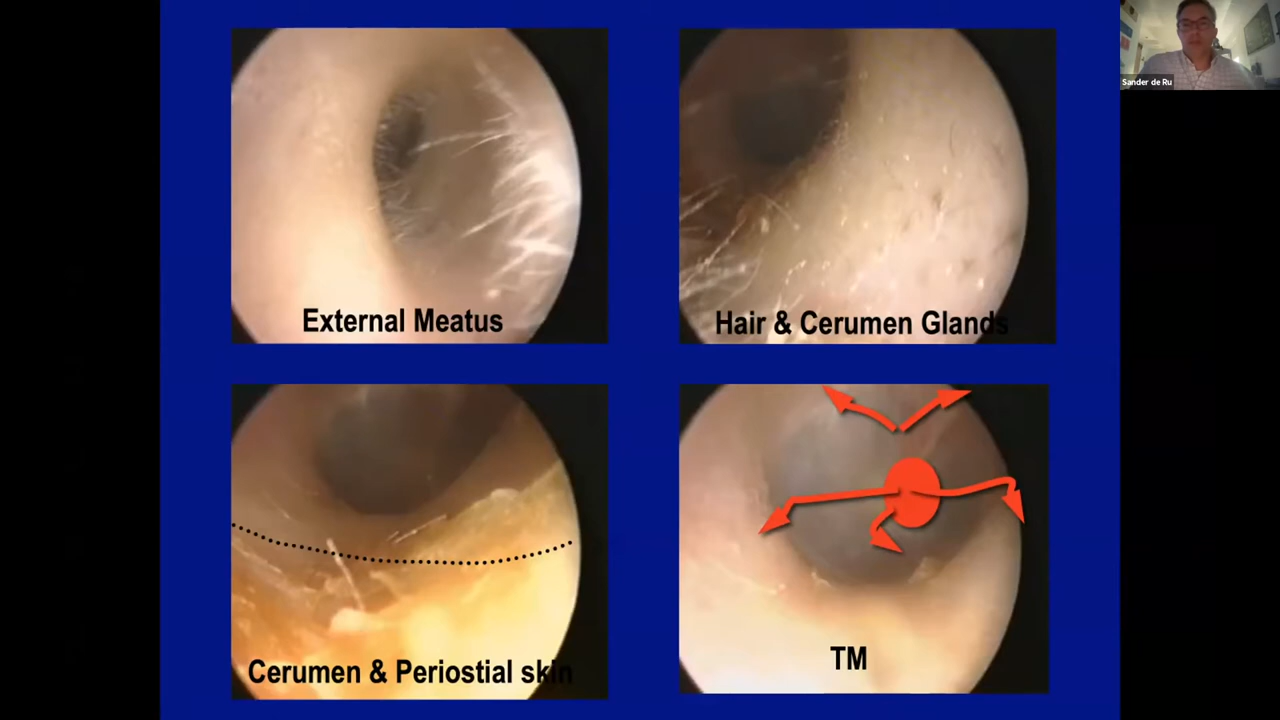 Sander de Ru
External Meatus
Hair & Cerumen Glands
Cerumen & Periostial skin
TM